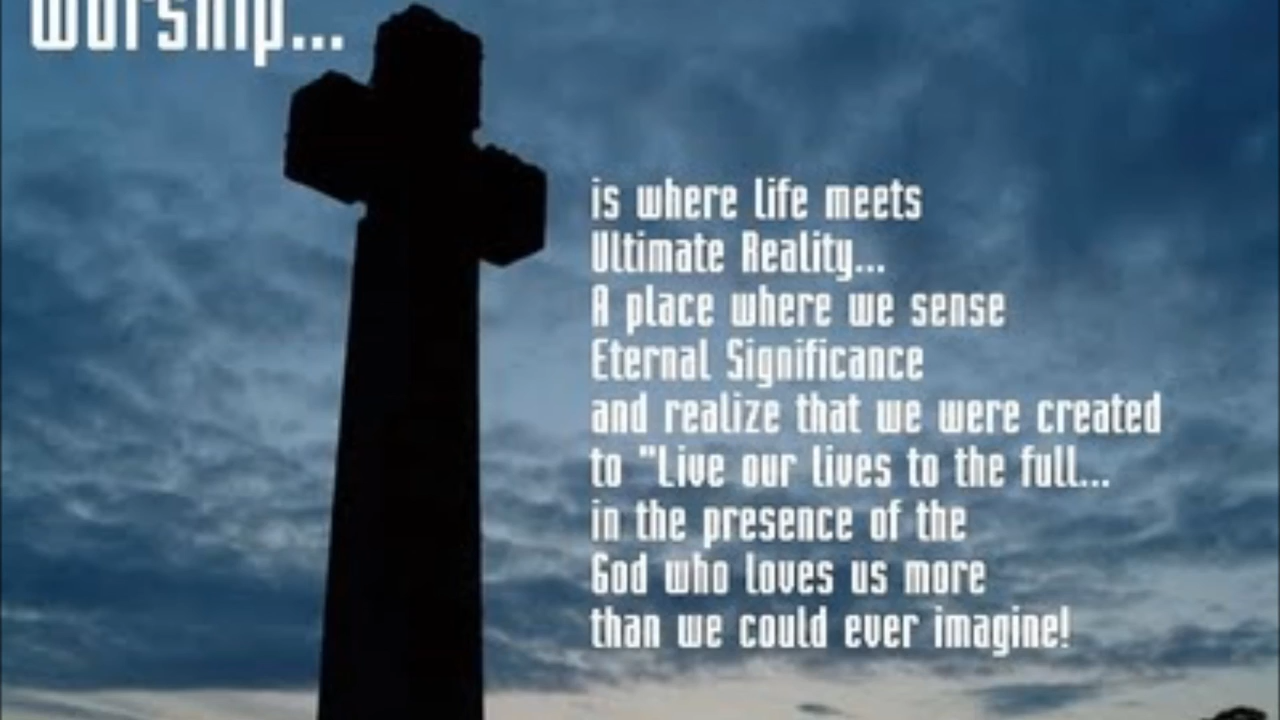 Worship...
is where life meets
Ultimate Reality...
A place where we sense
Eternal Significance
and realize that we were created
to "Live our lives to the full...
in the presence of the
God who loves us more
than we could ever imagine!